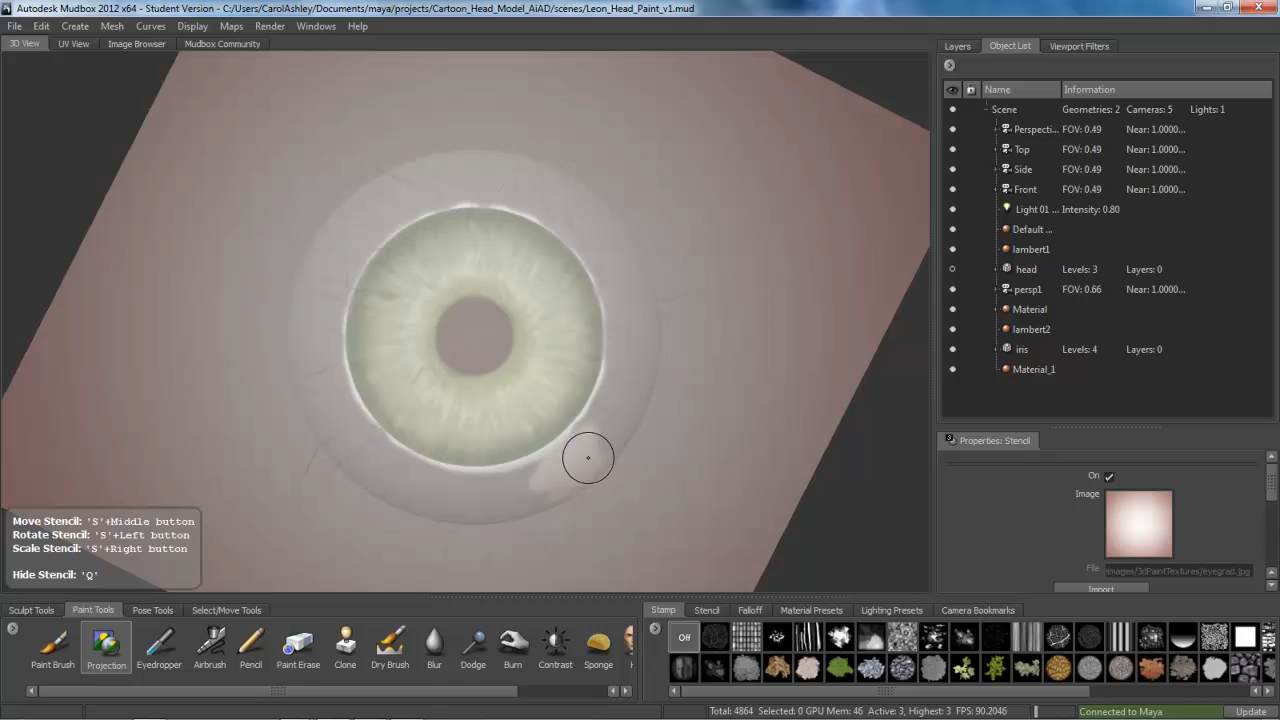 Autodesk Mudbox 2012 x64 - Student Version - C:/Users/CarolAshley/Documents/maya/projects/Cartoon_Head_Model_AiAD/scenes/Leon_Head_Paint_v1.mud
File Edit Create Mesh Curves Display Maps Render Windows Help
3D View UV View Image Browser Mudbox Community
Layers Object List Viewport Filters
Name Information
Scene Geometries: 2 Cameras: 5 Lights: 1
Perspecti... FOV: 0.49 Near: 1.0000...
Top FOV: 0.49 Near: 1.0000...
Side FOV: 0.49 Near: 1.0000...
Front FOV: 0.49 Near: 1.0000...
Light 01 ... Intensity: 0.80
Default ...
lambert1
head Levels: 3 Layers: 0
persp1 FOV: 0.66 Near: 1.0000...
Material
lambert2
iris Levels: 4 Layers: 0
Material_1
Properties: Stencil
On
Image
File eImages/3dPaintTextures/eyegrad.jpg
Import
Move Stencil: 'S'+Middle button
Rotate Stencil: 'S'+Left button
Scale Stencil: 'S'+Right button
Hide Stencil: 'Q'
Sculpt Tools Paint Tools Pose Tools Select/Move Tools
Paint Brush Projection Eyedropper Airbrush Pencil Paint Erase Clone Dry Brush Blur Dodge Burn Contrast Sponge
Stamp Stencil Falloff Material Presets Lighting Presets Camera Bookmarks
Off
Total: 4864 Selected: 0 GPU Mem: 46 Active: 3, Highest: 3 FPS: 90.2046
Connected to Maya Update